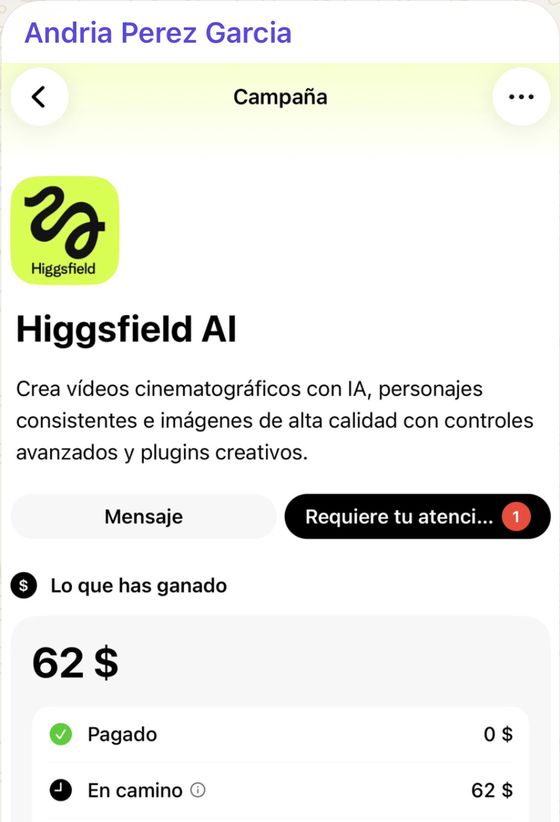 Andria Perez Garcia
Campaña
Higgsfield
Higgsfield AI
Crea vídeos cinematográficos con IA, personajes
consistentes e imágenes de alta calidad con controles
avanzados y plugins creativos.
Mensaje
Requiere tu atenci... 1
$ Lo que has ganado
62 $
Pagado 0 $
En camino 62 $